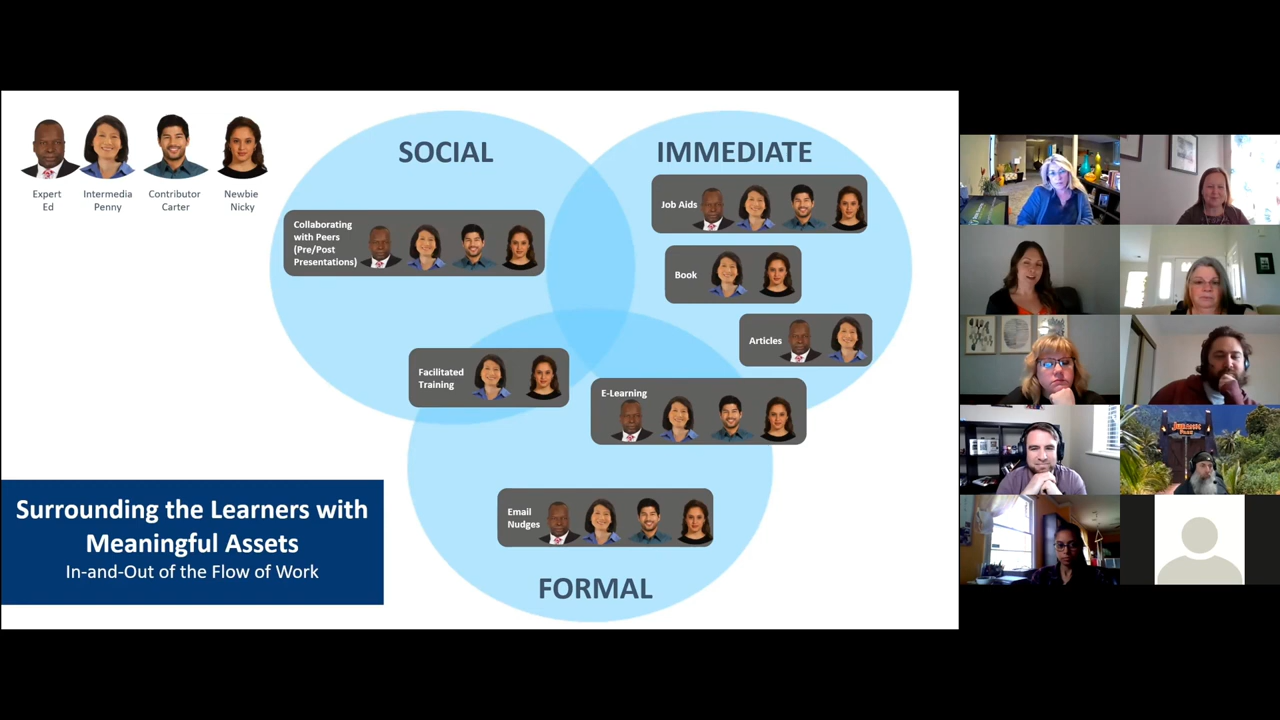 Expert
Ed
Intermedia
Penny
Contributor
Carter
Newbie
Nicky
SOCIAL
IMMEDIATE
Collaborating
with Peers
(Pre/Post
Presentations)
Job Aids
Book
Articles
Facilitated
Training
E-Learning
Email
Nudges
FORMAL
Surrounding the Learners with
Meaningful Assets
In-and-Out of the Flow of Work